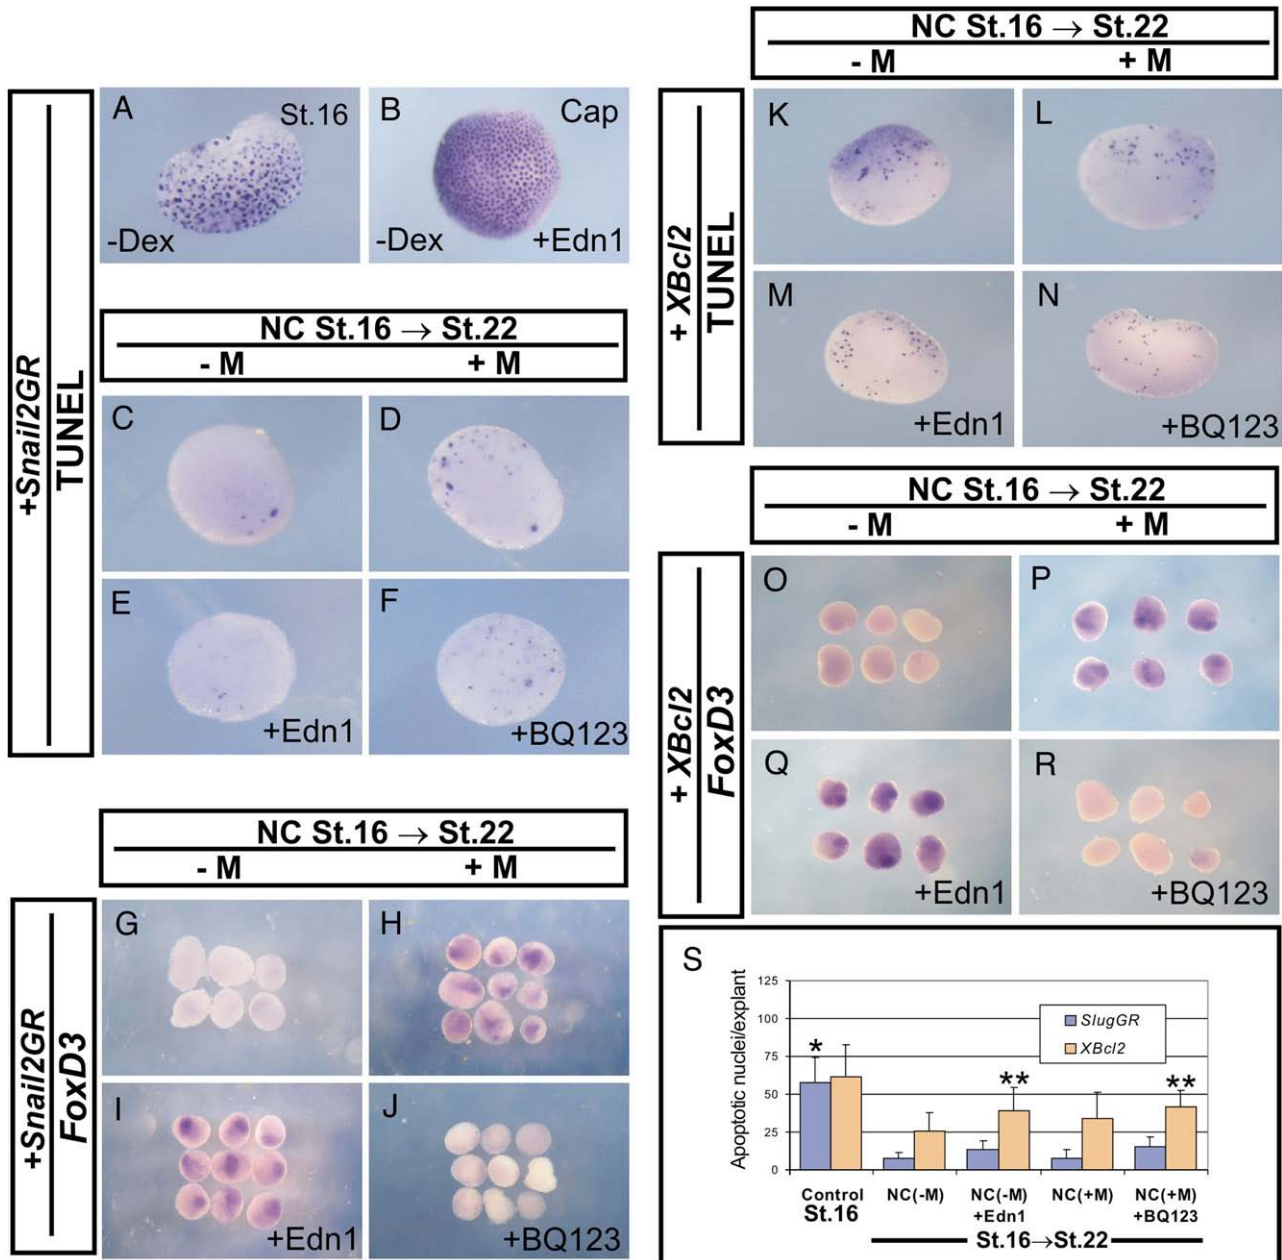 +Snail2GR
TUNEL
A
St.16
-Dex
B
Cap
-Dex
+Edn1
NC St.16 → St.22
- M
+ M
C
D
E
+Edn1
F
+BQ123
+Snail2GR
FoxD3
NC St.16 → St.22
- M
+ M
G
H
I
+Edn1
J
+BQ123
NC St.16 → St.22
- M
+ M
+ XBcl2
TUNEL
K
L
M
+Edn1
N
+BQ123
NC St.16 → St.22
- M
+ M
+ XBcl2
FoxD3
O
P
Q
+Edn1
R
+BQ123
S
Apoptotic nuclei/explant
125
100
75
50
25
0
SlugGR
XBcl2
*
**
**
Control
St.16
NC(-M)
NC(-M)
+Edn1
NC(+M)
NC(+M)
+BQ123
St.16→St.22